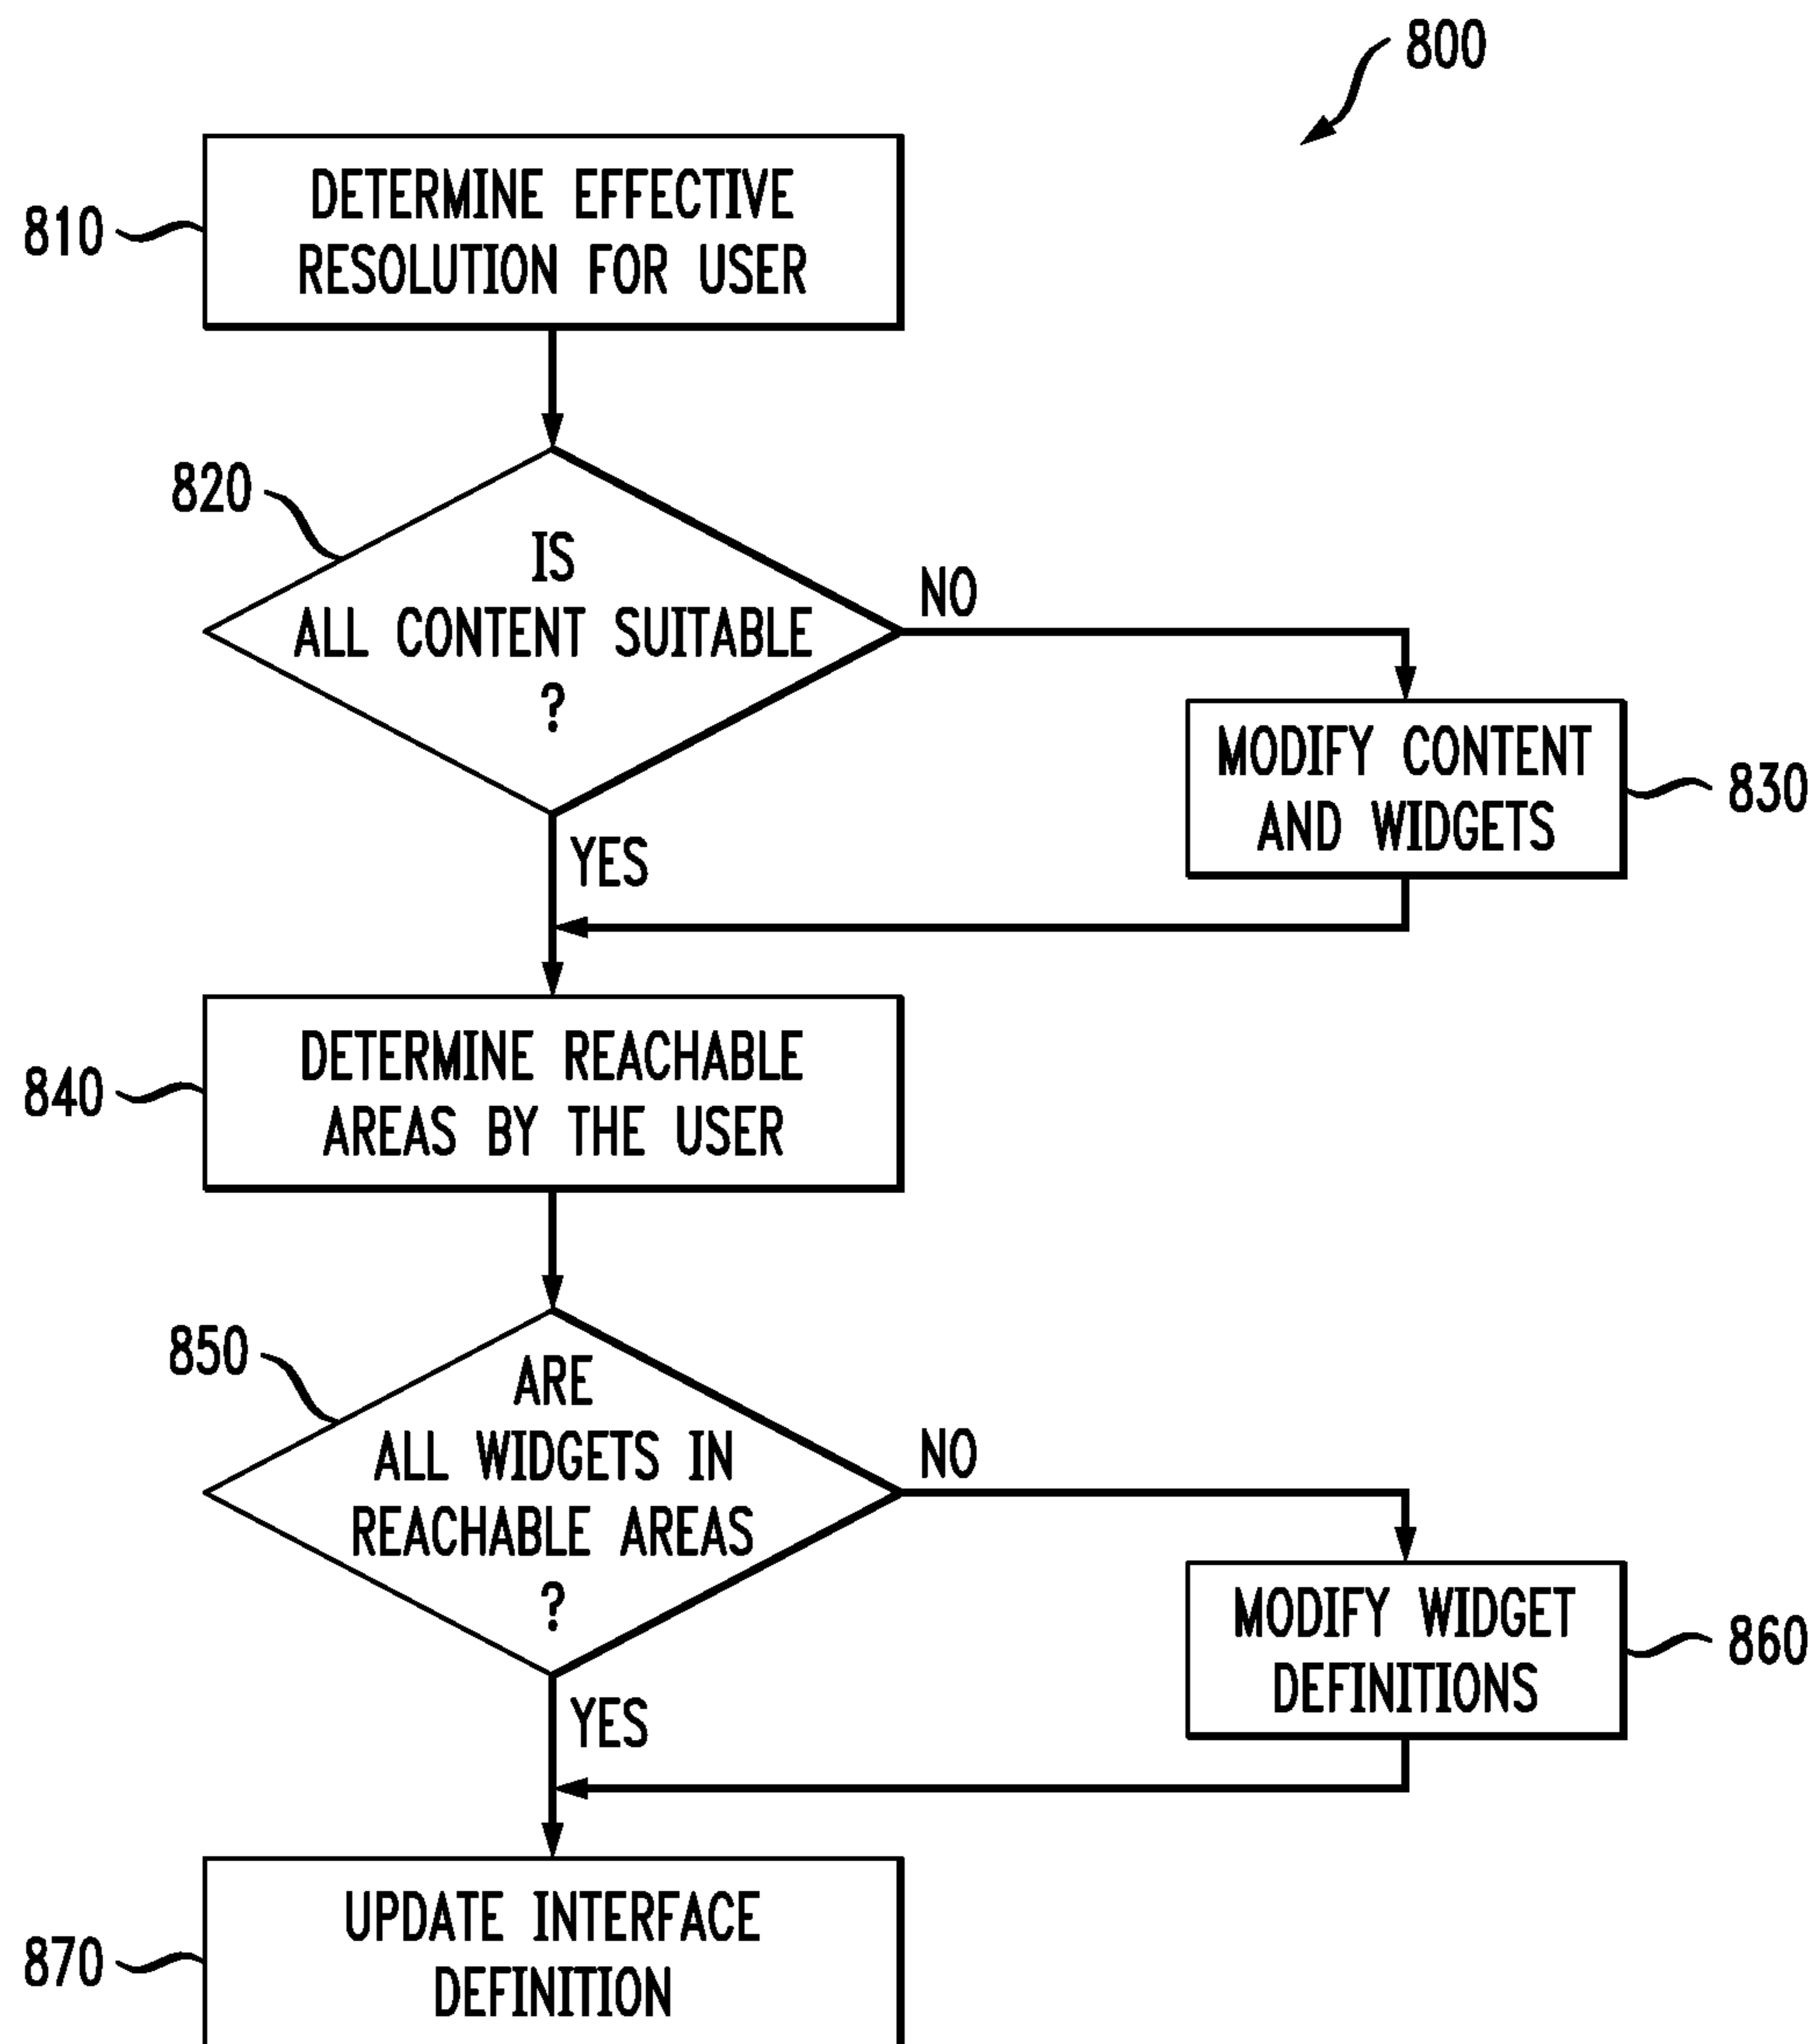 800
810
DETERMINE EFFECTIVE
RESOLUTION FOR USER
820
IS
ALL CONTENT SUITABLE
?
NO
MODIFY CONTENT
AND WIDGETS
830
YES
840
DETERMINE REACHABLE
AREAS BY THE USER
850
ARE
ALL WIDGETS IN
REACHABLE AREAS
?
NO
MODIFY WIDGET
DEFINITIONS
860
YES
870
UPDATE INTERFACE
DEFINITION